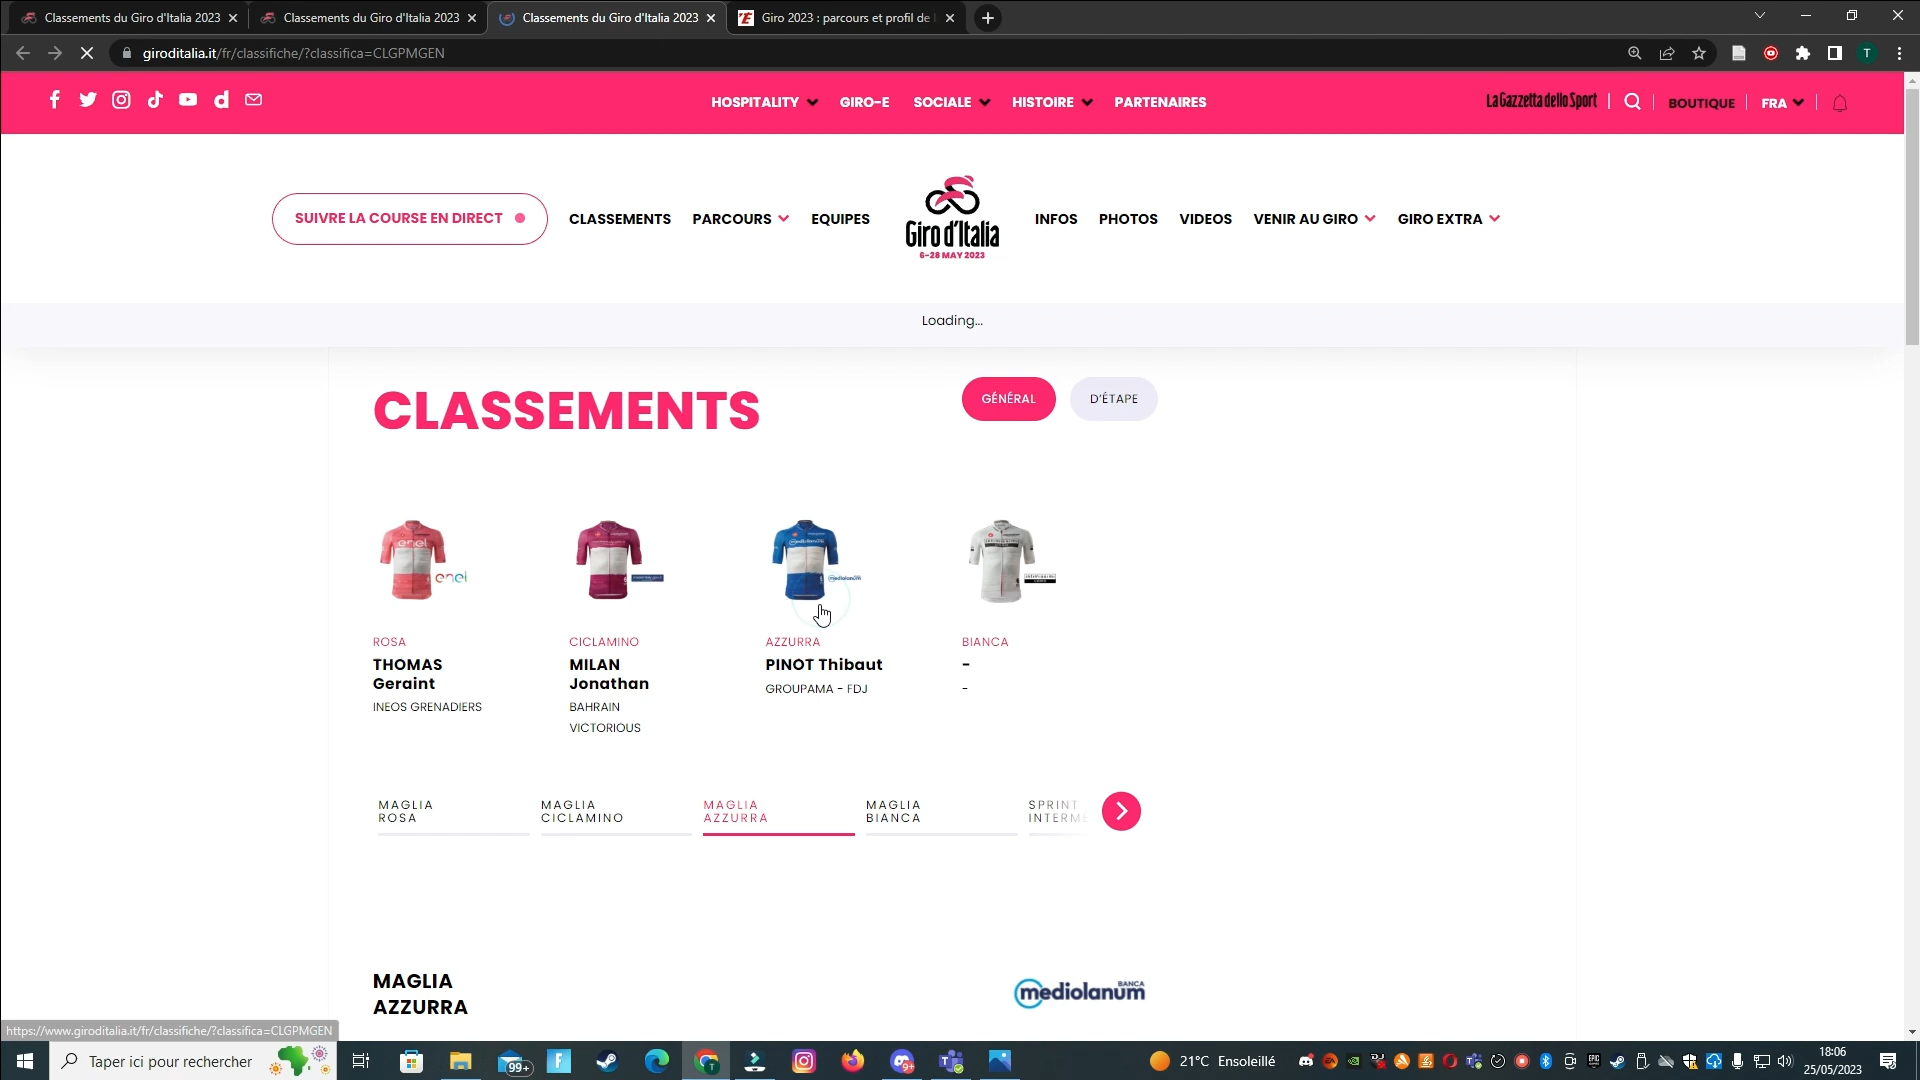 Classements du Giro d'Italia 2023
Classements du Giro d'Italia 2023
Classements du Giro d'Italia 2023
Giro 2023 : parcours et profil de
giroditalia.it/fr/classifiche/?classifica=CLGPMGEN
T
HOSPITALITY
GIRO-E
SOCIALE
HISTOIRE
PARTENAIRES
La Gazzetta dello Sport
BOUTIQUE
FRA
SUIVRE LA COURSE EN DIRECT
CLASSEMENTS
PARCOURS
EQUIPES
Giro d'Italia
6-28 MAY 2023
INFOS
PHOTOS
VIDEOS
VENIR AU GIRO
GIRO EXTRA
Loading...
CLASSEMENTS
GÉNÉRAL
D'ÉTAPE
enel
enel
mediolanum
ROSA
THOMAS
Geraint
INEOS GRENADIERS
CICLAMINO
MILAN
Jonathan
BAHRAIN
VICTORIOUS
AZZURRA
PINOT Thibaut
GROUPAMA - FDJ
BIANCA
-
-
MAGLIA
ROSA
MAGLIA
CICLAMINO
MAGLIA
AZZURRA
MAGLIA
BIANCA
SPRINT
INTERME
MAGLIA
AZZURRA
BANCA
mediolanum
https://www.giroditalia.it/fr/classifiche/?classifica=CLGPMGEN
Taper ici pour rechercher
99+
21°C Ensoleillé
18:06
25/05/2023